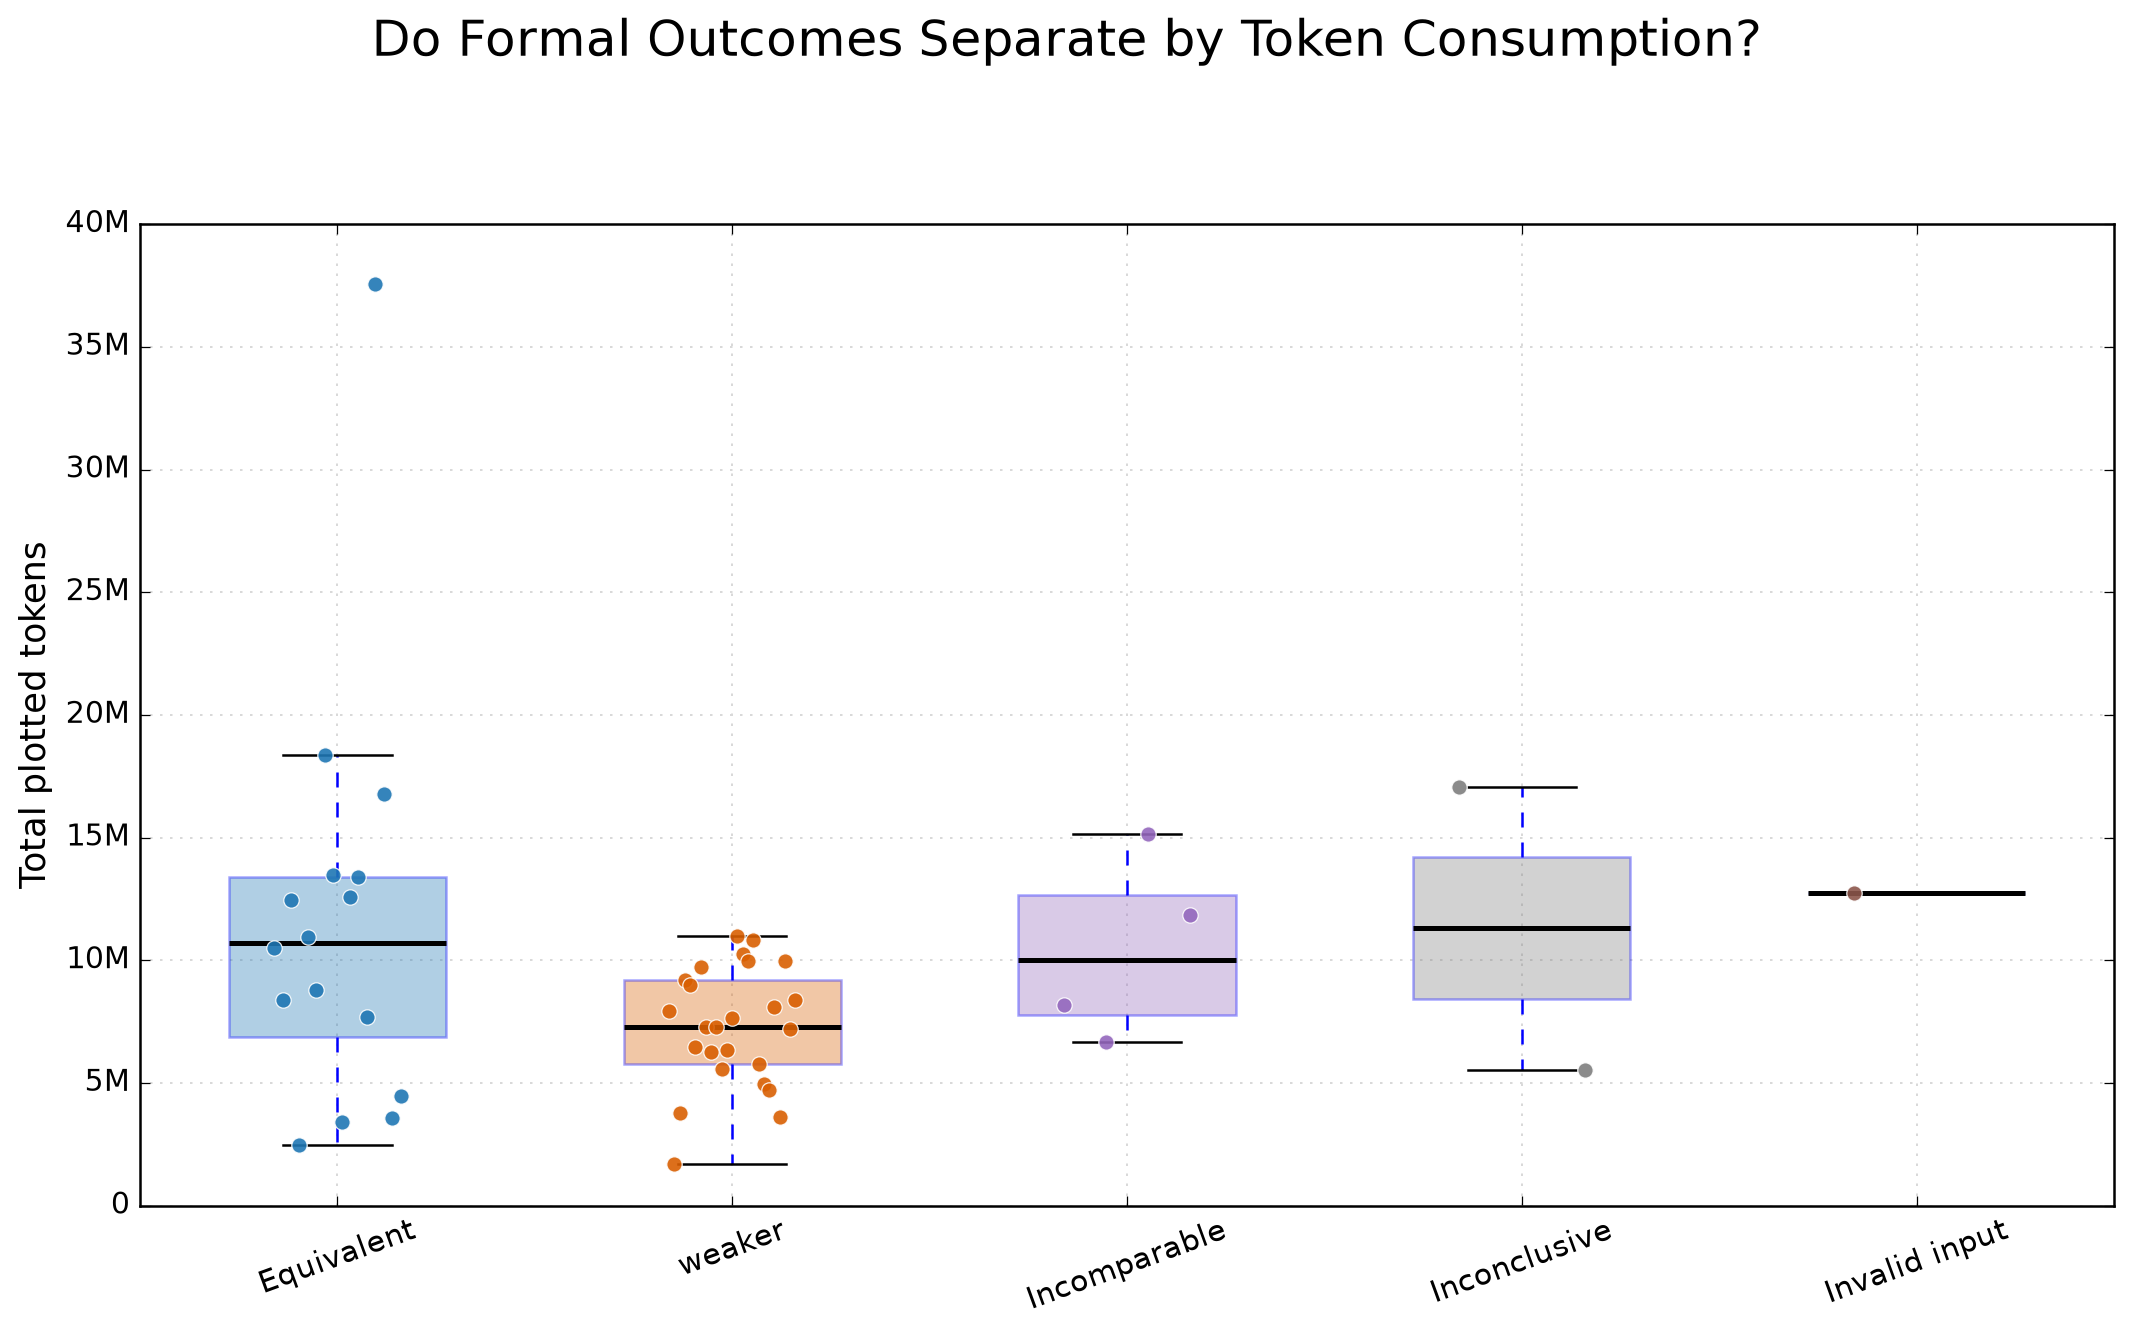 Do Formal Outcomes Separate by Token Consumption?
Total plotted tokens
40M
35M
30M
25M
20M
15M
10M
5M
0
Equivalent
weaker
Incomparable
Inconclusive
Invalid input